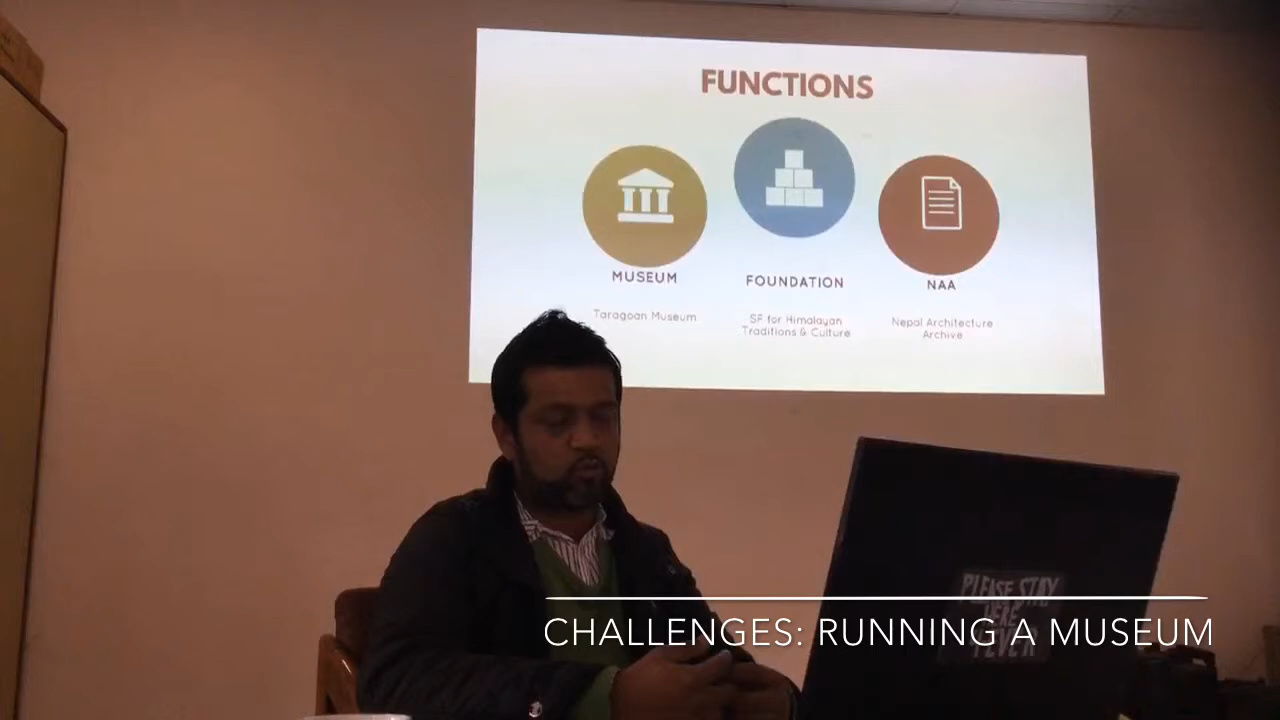 FUNCTIONS
MUSEUM
FOUNDATION
NAA
Taragoan Museum
SF for Himalayan
Traditions & Culture
Nepal Architecture
Archive
PLEASE STAY
HERE
CHALLENGES: RUNNING A MUSEUM